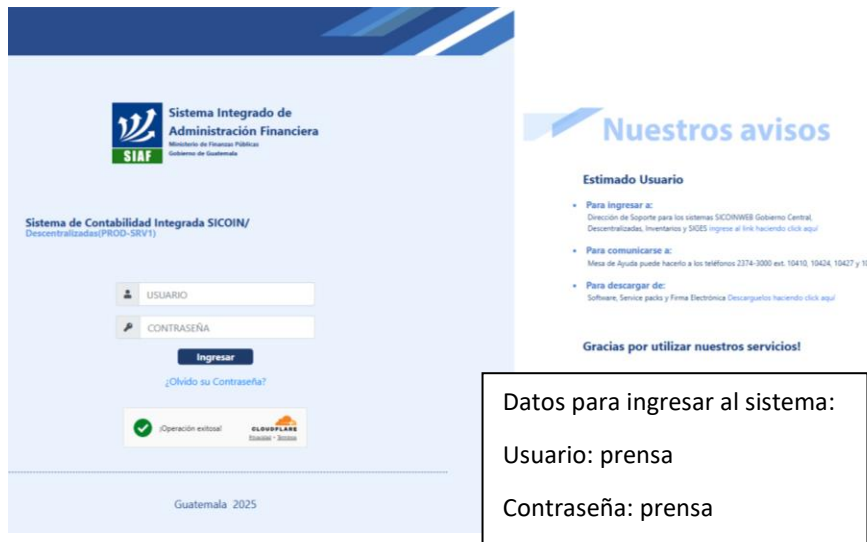 Sistema Integrado de
Administración Financiera
Ministerio de Finanzas Públicas
Gobierno de Guatemala
SIAF
Sistema de Contabilidad Integrada SICOIN/
Descentralizadas(PROD-SRV1)
USUARIO
CONTRASEÑA
Ingresar
¿Olvido su Contraseña?
¡Operación exitosa!
CLOUDFLARE
Privacidad • Términos
Guatemala 2025
Nuestros avisos
Estimado Usuario
• Para ingresar a:
Dirección de Soporte para los sistemas SICOINWEB Gobierno Central,
Descentralizadas, Inventarios y SIGES ingrese al link haciendo click aquí
• Para comunicarse a:
Mesa de Ayuda puede hacerlo a los teléfonos 2374-3000 ext. 10410, 10424, 10427 y
• Para descargar de:
Software, Service packs y Firma Electrónica Descarguelos haciendo click aquí
Gracias por utilizar nuestros servicios!
Datos para ingresar al sistema:
Usuario: prensa
Contraseña: prensa